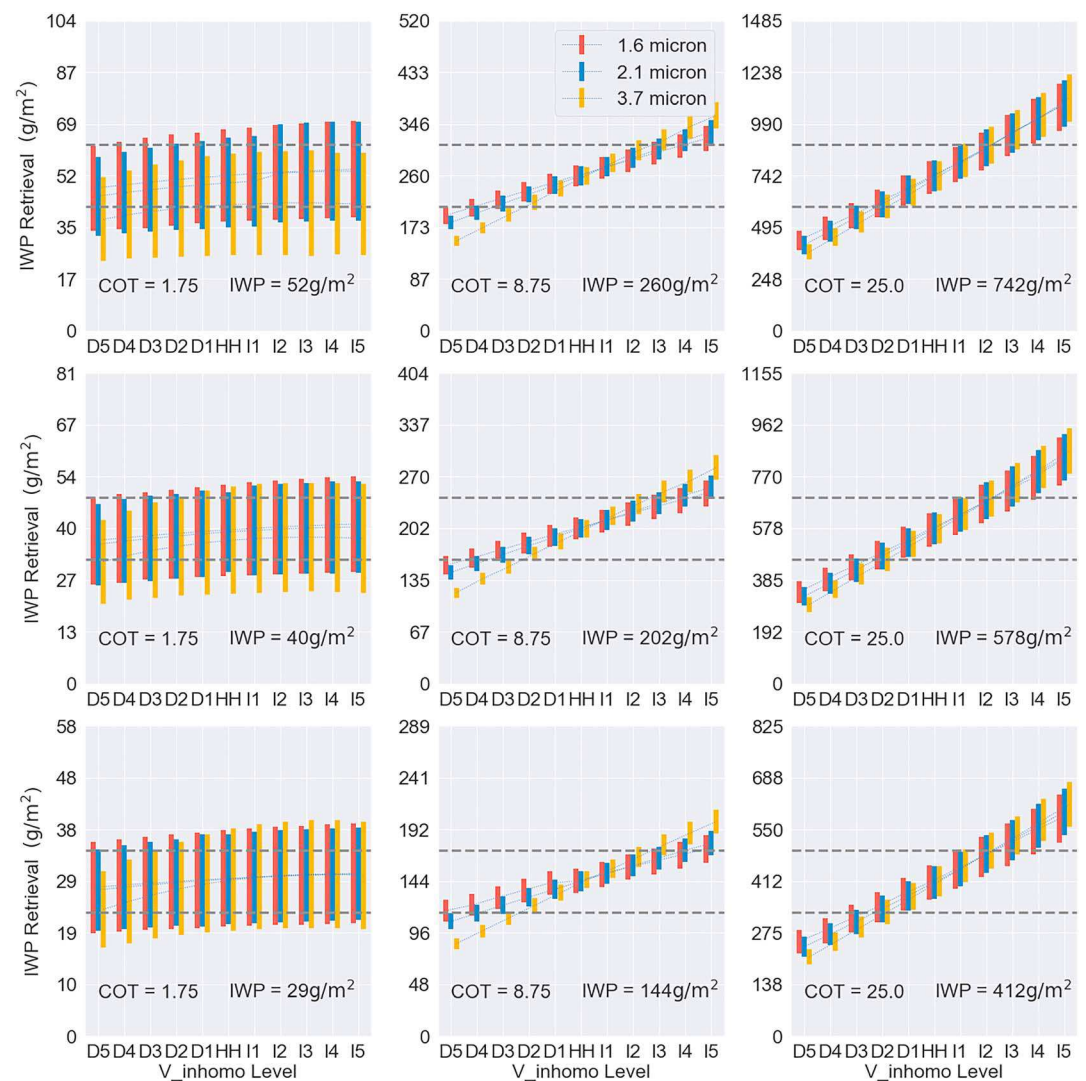 IWP Retrieval (g/m²)
104
87
69
52
35
17
0
COT = 1.75 IWP = 52g/m²
D5 D4 D3 D2 D1 HH I1 I2 I3 I4 I5
520
433
346
260
173
87
0
1.6 micron
2.1 micron
3.7 micron
COT = 8.75 IWP = 260g/m²
D5 D4 D3 D2 D1 HH I1 I2 I3 I4 I5
1485
1238
990
742
495
248
0
COT = 25.0 IWP = 742g/m²
D5 D4 D3 D2 D1 HH I1 I2 I3 I4 I5
IWP Retrieval (g/m²)
81
67
54
40
27
13
0
COT = 1.75 IWP = 40g/m²
D5 D4 D3 D2 D1 HH I1 I2 I3 I4 I5
404
337
270
202
135
67
0
COT = 8.75 IWP = 202g/m²
D5 D4 D3 D2 D1 HH I1 I2 I3 I4 I5
1155
962
770
578
385
192
0
COT = 25.0 IWP = 578g/m²
D5 D4 D3 D2 D1 HH I1 I2 I3 I4 I5
IWP Retrieval (g/m²)
58
48
38
29
19
10
0
COT = 1.75 IWP = 29g/m²
D5 D4 D3 D2 D1 HH I1 I2 I3 I4 I5
V_inhomo Level
289
241
192
144
96
48
0
COT = 8.75 IWP = 144g/m²
D5 D4 D3 D2 D1 HH I1 I2 I3 I4 I5
V_inhomo Level
825
688
550
412
275
138
0
COT = 25.0 IWP = 412g/m²
D5 D4 D3 D2 D1 HH I1 I2 I3 I4 I5
V_inhomo Level